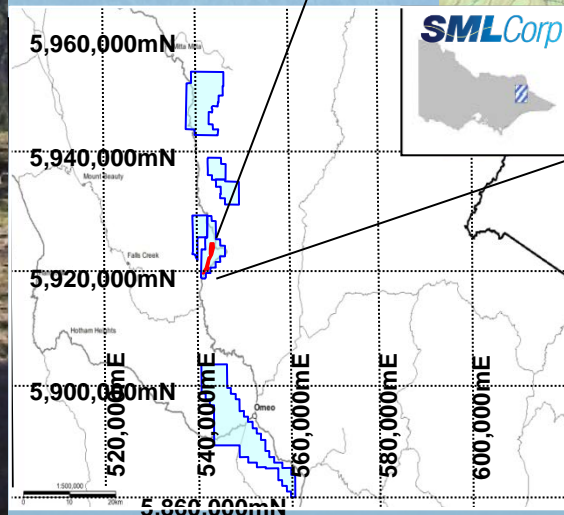 5,960,000mN
Mitta Mitta
SMLCorp
5,940,000mN
Mount Beauty
Falls Creek
5,920,000mN
Hotham Heights
5,900,000mN
Omeo
520,000mE
540,000mE
560,000mE
580,000mE
600,000mE
1:500,000
0 10 20km
5,860,000mN